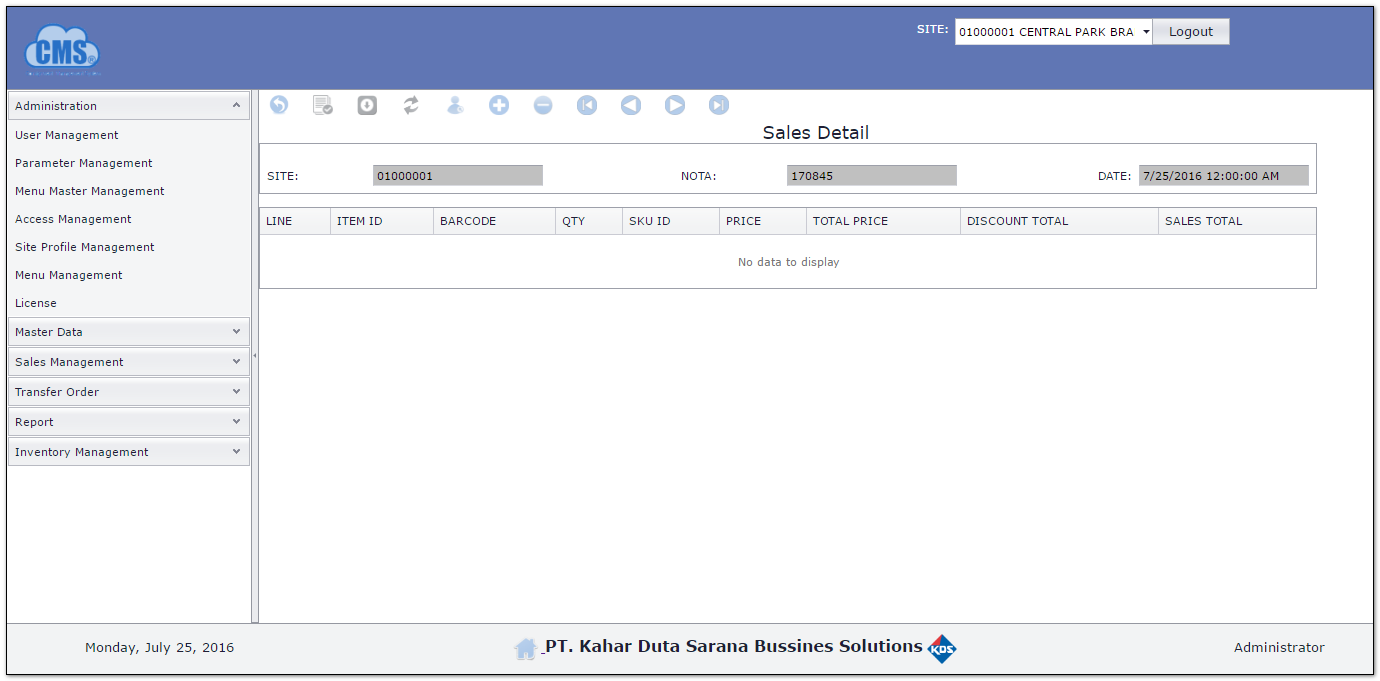 SITE: 01000001 CENTRAL PARK BRA Logout
CMS®
Administration
User Management
Parameter Management
Menu Master Management
Access Management
Site Profile Management
Menu Management
License
Master Data
Sales Management
Transfer Order
Report
Inventory Management
Sales Detail
SITE: 01000001 NOTA: 170845 DATE: 7/25/2016 12:00:00 AM
LINE ITEM ID BARCODE QTY SKU ID PRICE TOTAL PRICE DISCOUNT TOTAL SALES TOTAL
No data to display
Monday, July 25, 2016 PT. Kahar Duta Sarana Bussines Solutions KDS Administrator